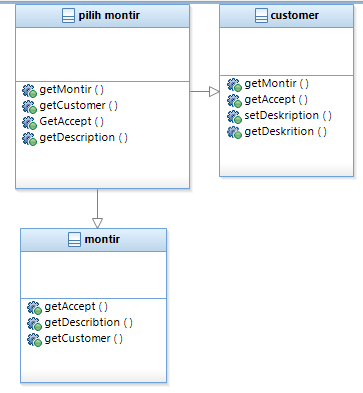 pilih montir
getMontir ( )
getCustomer ( )
GetAccept ( )
getDescription ( )
customer
getMontir ( )
getAccept ( )
setDeskription ( )
getDeskrition ( )
montir
getAccept ( )
getDescribtion ( )
getCustomer ( )